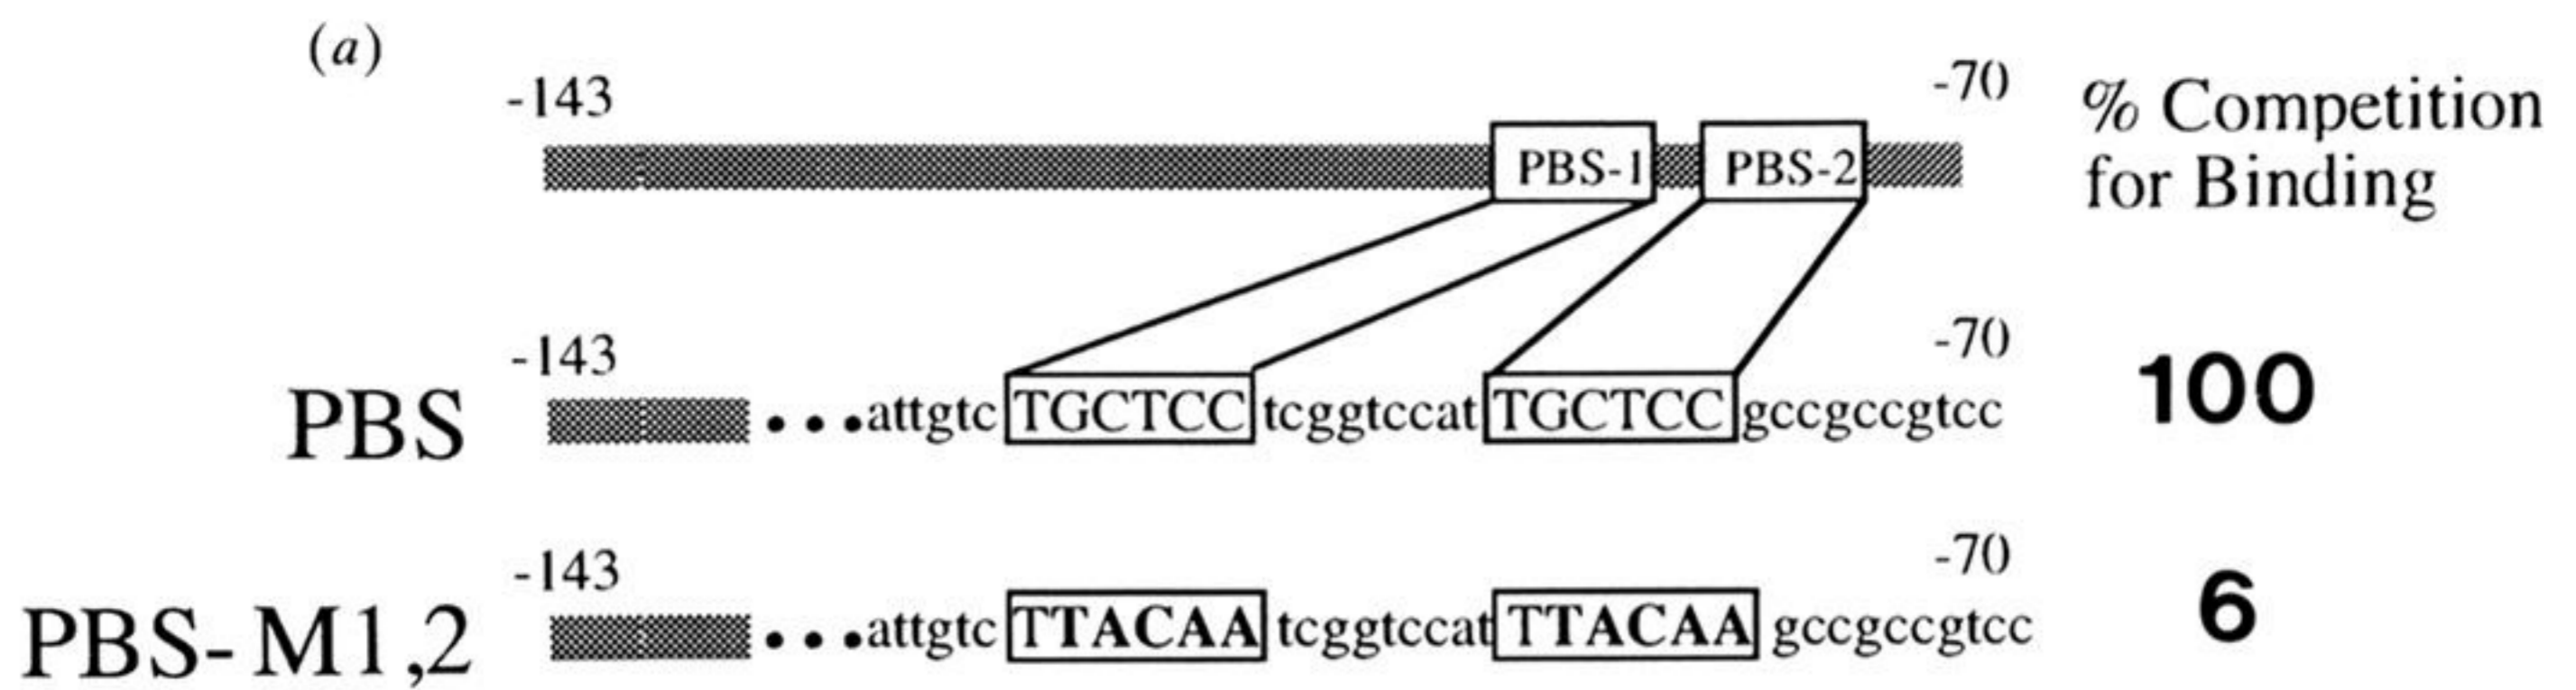 (a)
-143 -70 % Competition
for Binding
PBS-1 PBS-2
-143 -70
PBS •••attgtc TGCTCC tcggtccat TGCTCC gccgccgtcc 100
-143 -70
PBS-M1,2 •••attgtc TTACAA tcggtccat TTACAA gccgccgtcc 6